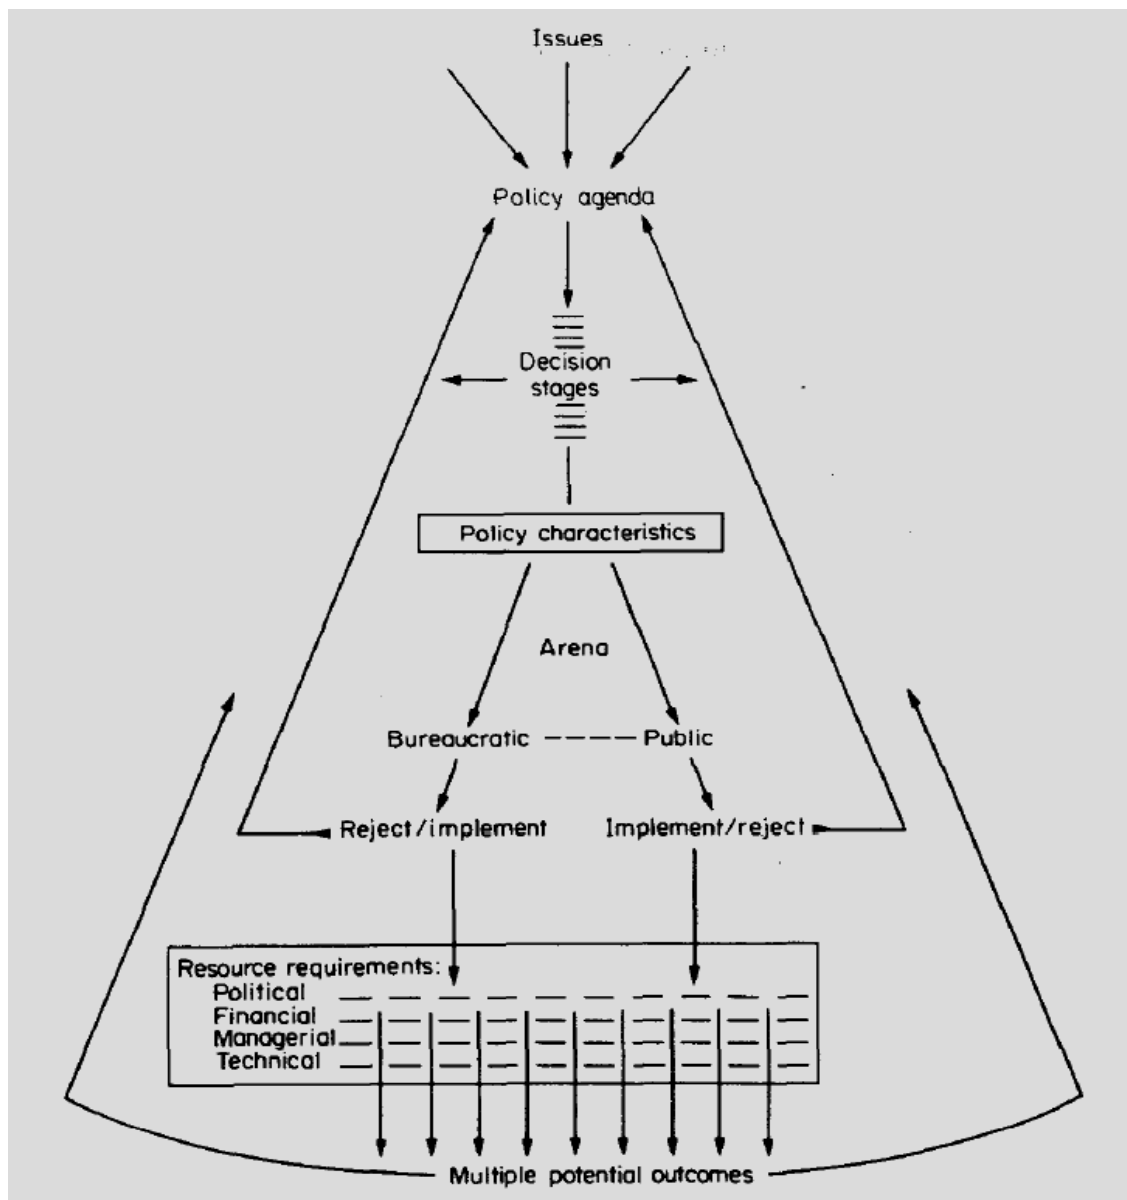 Issues
Policy agenda
Decision
stages
Policy characteristics
Arena
Bureaucratic ----- Public
Reject/implement Implement/reject
Resource requirements:
Political
Financial
Managerial
Technical
Multiple potential outcomes